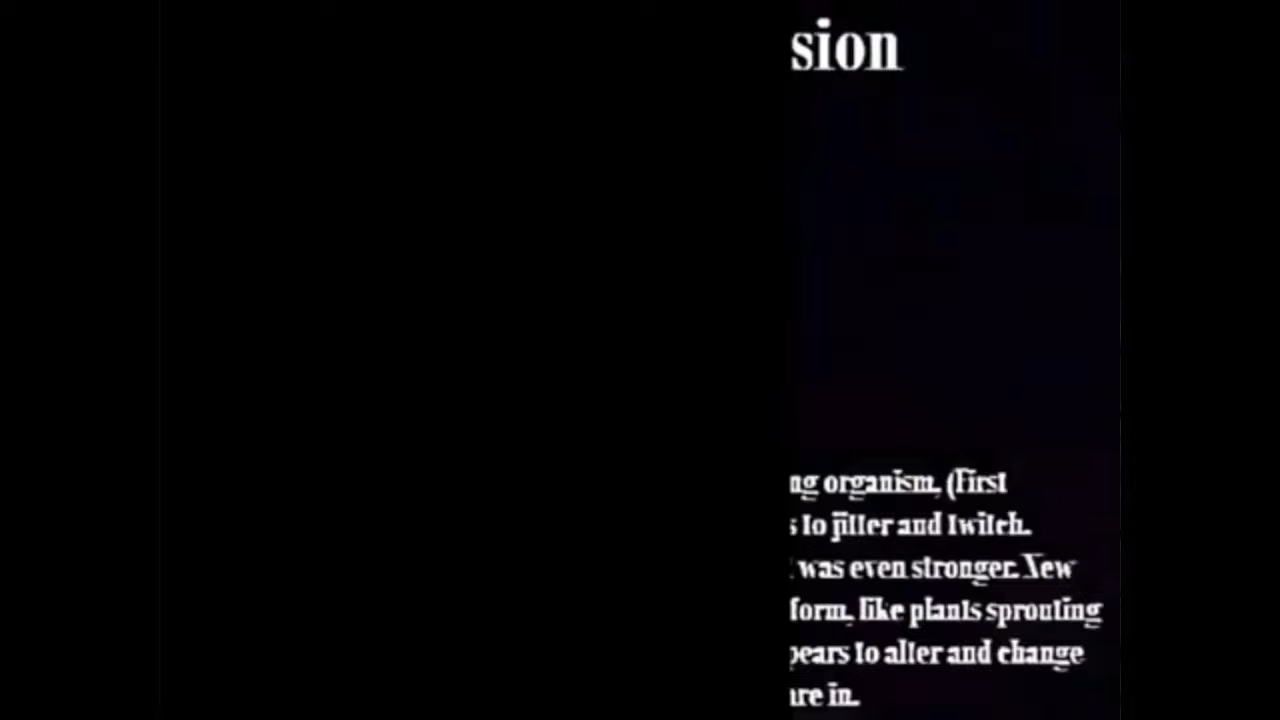 sion
ng organism, (First
s to jitter and twitch.
was even stronger. New
form, like plants sprouting
pears to alter and change
are in.